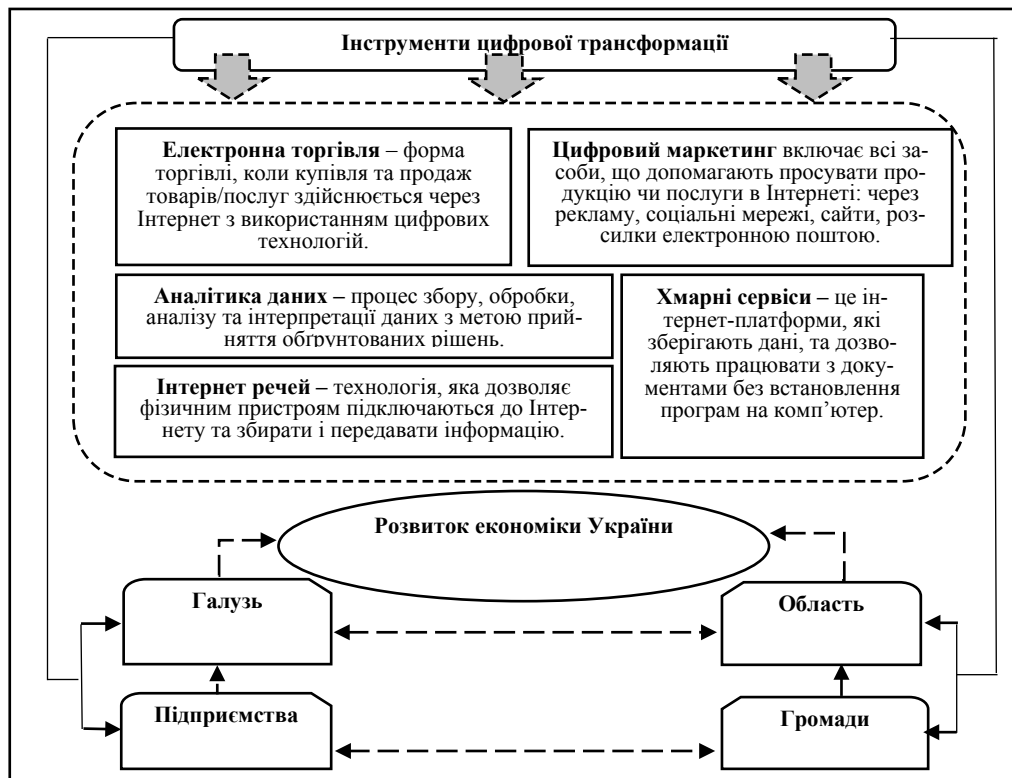 Інструменти цифрової трансформації
Електронна торгівля – форма
торгівлі, коли купівля та продаж
товарів/послуг здійснюється через
Інтернет з використанням цифрових
технологій.
Цифровий маркетинг включає всі за-
соби, що допомагають просувати про-
дукцію чи послуги в Інтернеті: через
рекламу, соціальні мережі, сайти, роз-
силки електронною поштою.
Аналітика даних – процес збору, обробки,
аналізу та інтерпретації даних з метою прий-
няття обґрунтованих рішень.
Хмарні сервіси – це ін-
тернет-платформи, які
зберігають дані, та дозво-
ляють працювати з доку-
ментами без встановлення
програм на комп’ютер.
Інтернет речей – технологія, яка дозволяє
фізичним пристроям підключаються до Інтер-
нету та збирати і передавати інформацію.
Розвиток економіки України
Галузь
Область
Підприємства
Громади